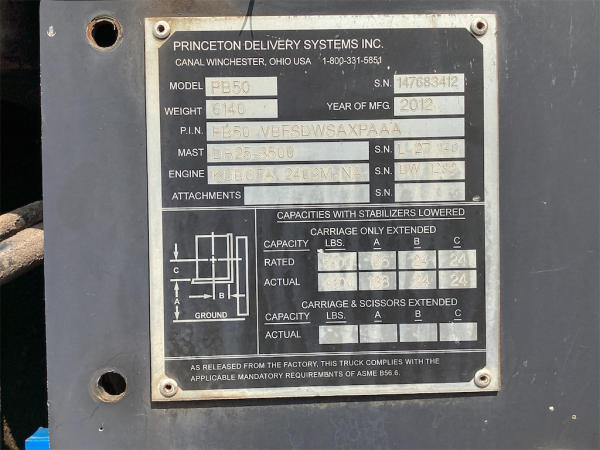 PRINCETON DELIVERY SYSTEMS INC.
CANAL WINCHESTER, OHIO USA 1-800-331-5851
MODEL PB50 S.N. 147683412
WEIGHT 6140 YEAR OF MFG. 2012
P.I.N. PB50 VBFSDWSAXPAAA
MAST S.N.
ENGINE KUBOTA S.N.
ATTACHMENTS S.N.
CAPACITIES WITH STABILIZERS LOWERED
CARRIAGE ONLY EXTENDED
CAPACITY LBS. A B C
RATED 24 24
ACTUAL 24 24
CARRIAGE & SCISSORS EXTENDED
CAPACITY LBS. A B C
ACTUAL
C
A
B
GROUND
AS RELEASED FROM THE FACTORY, THIS TRUCK COMPLIES WITH THE
APPLICABLE MANDATORY REQUIREMENTS OF ASME B56.6.